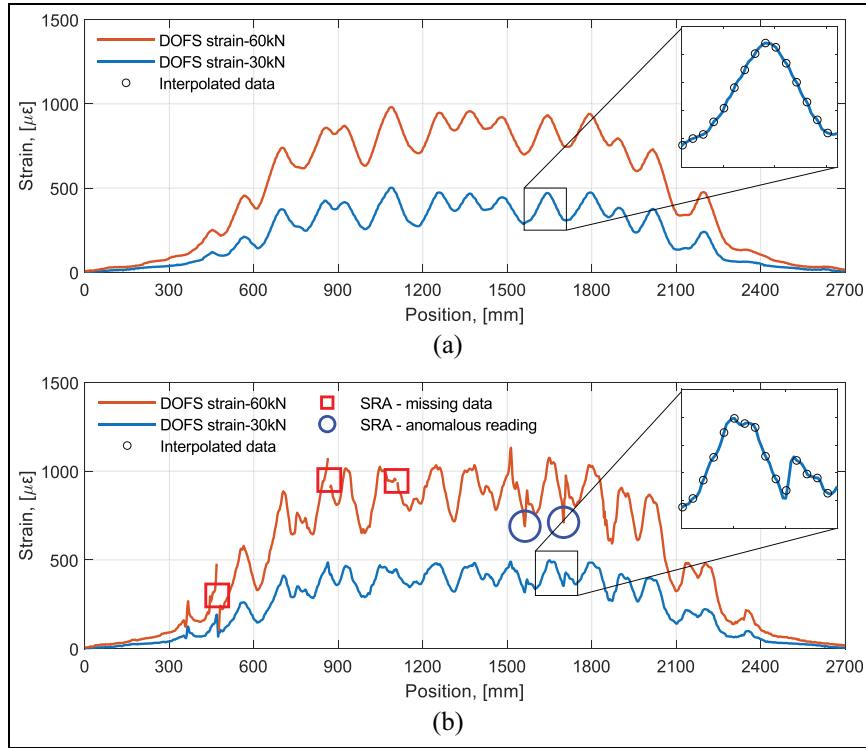 1500
1000
500
0
Strain, [με]
DOFS strain-60kN
DOFS strain-30kN
Interpolated data
0 300 600 900 1200 1500 1800 2100 2400 2700
Position, [mm]
(a)
1500
1000
500
0
Strain, [με]
DOFS strain-60kN SRA - missing data
DOFS strain-30kN SRA - anomalous reading
Interpolated data
0 300 600 900 1200 1500 1800 2100 2400 2700
Position, [mm]
(b)